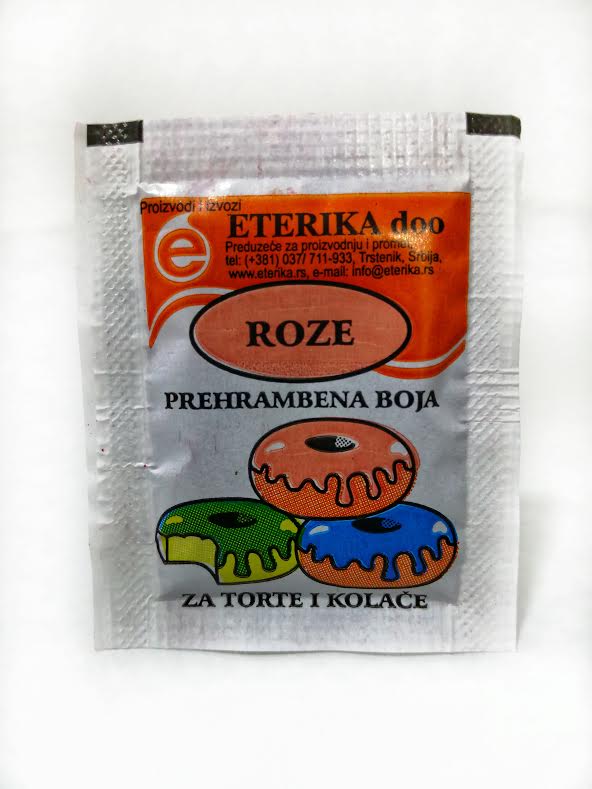 Proizvodi i izvozi
e
ETERIKA doo
Preduzeće za proizvodnju i promet
tel: (+381) 037/ 711-933, Trstenik, Srbija,
www.eterika.rs, e-mail: info@eterika.rs
ROZE
PREHRAMBENA BOJA
ZA TORTE I KOLAČE